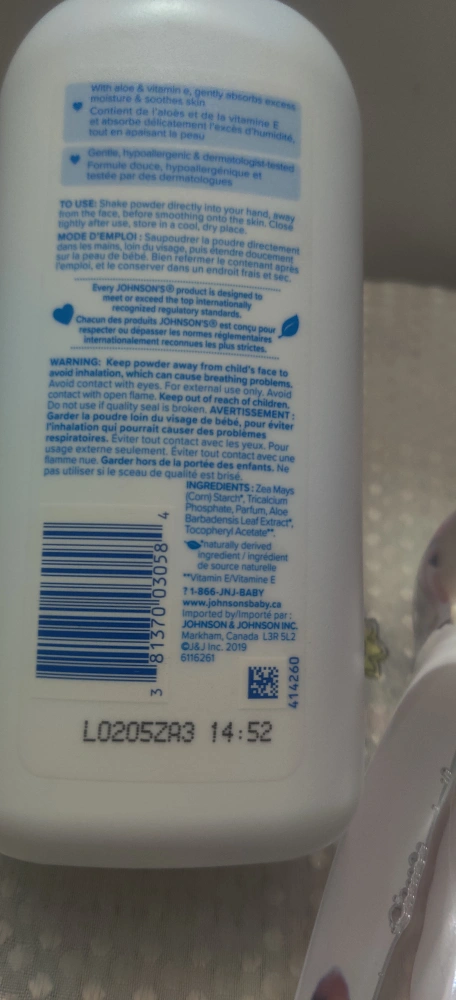 With aloe & vitamin e, gently absorbs excess
moisture & soothes skin
Contient de l'aloès et de la vitamine E
et absorbe délicatement l'excès d'humidité,
tout en apaisant la peau
Gentle, hypoallergenic & dermatologist-tested
Formule douce, hypoallergénique et
testée par des dermatologues
TO USE: Shake powder directly into your hand, away
from the face, before smoothing onto the skin. Close
tightly after use, store in a cool, dry place.
MODE D'EMPLOI : Saupoudrer la poudre directement
dans les mains, loin du visage, puis étendre doucement
sur la peau de bébé. Bien refermer le contenant après
l'emploi, et le conserver dans un endroit frais et sec.
Every JOHNSON'S® product is designed to
meet or exceed the top internationally
recognized regulatory standards.
Chacun des produits JOHNSON'S® est conçu pour
respecter ou dépasser les normes réglementaires
internationalement reconnues les plus strictes.
WARNING: Keep powder away from child's face to
avoid inhalation, which can cause breathing problems.
Avoid contact with eyes. For external use only. Avoid
contact with open flame. Keep out of reach of children.
Do not use if quality seal is broken. AVERTISSEMENT :
Garder la poudre loin du visage de bébé, pour éviter
l'inhalation qui pourrait causer des problèmes
respiratoires. Éviter tout contact avec les yeux. Pour
usage externe seulement. Éviter tout contact avec une
flamme nue. Garder hors de la portée des enfants. Ne
pas utiliser si le sceau de qualité est brisé.
INGREDIENTS : Zea Mays
(Corn) Starch*, Tricalcium
Phosphate, Parfum, Aloe
Barbadensis Leaf Extract*,
Tocopheryl Acetate**.
*naturally derived
ingredient / ingrédient
de source naturelle
**Vitamin E/Vitamine E
? 1-866-JNJ-BABY
www.johnsonsbaby.ca
Imported by/Importé par :
JOHNSON & JOHNSON INC.
Markham, Canada L3R 5L2
©J&J Inc. 2019
6116261
3 81370 03058 4
414260
L0205ZA3 14:52